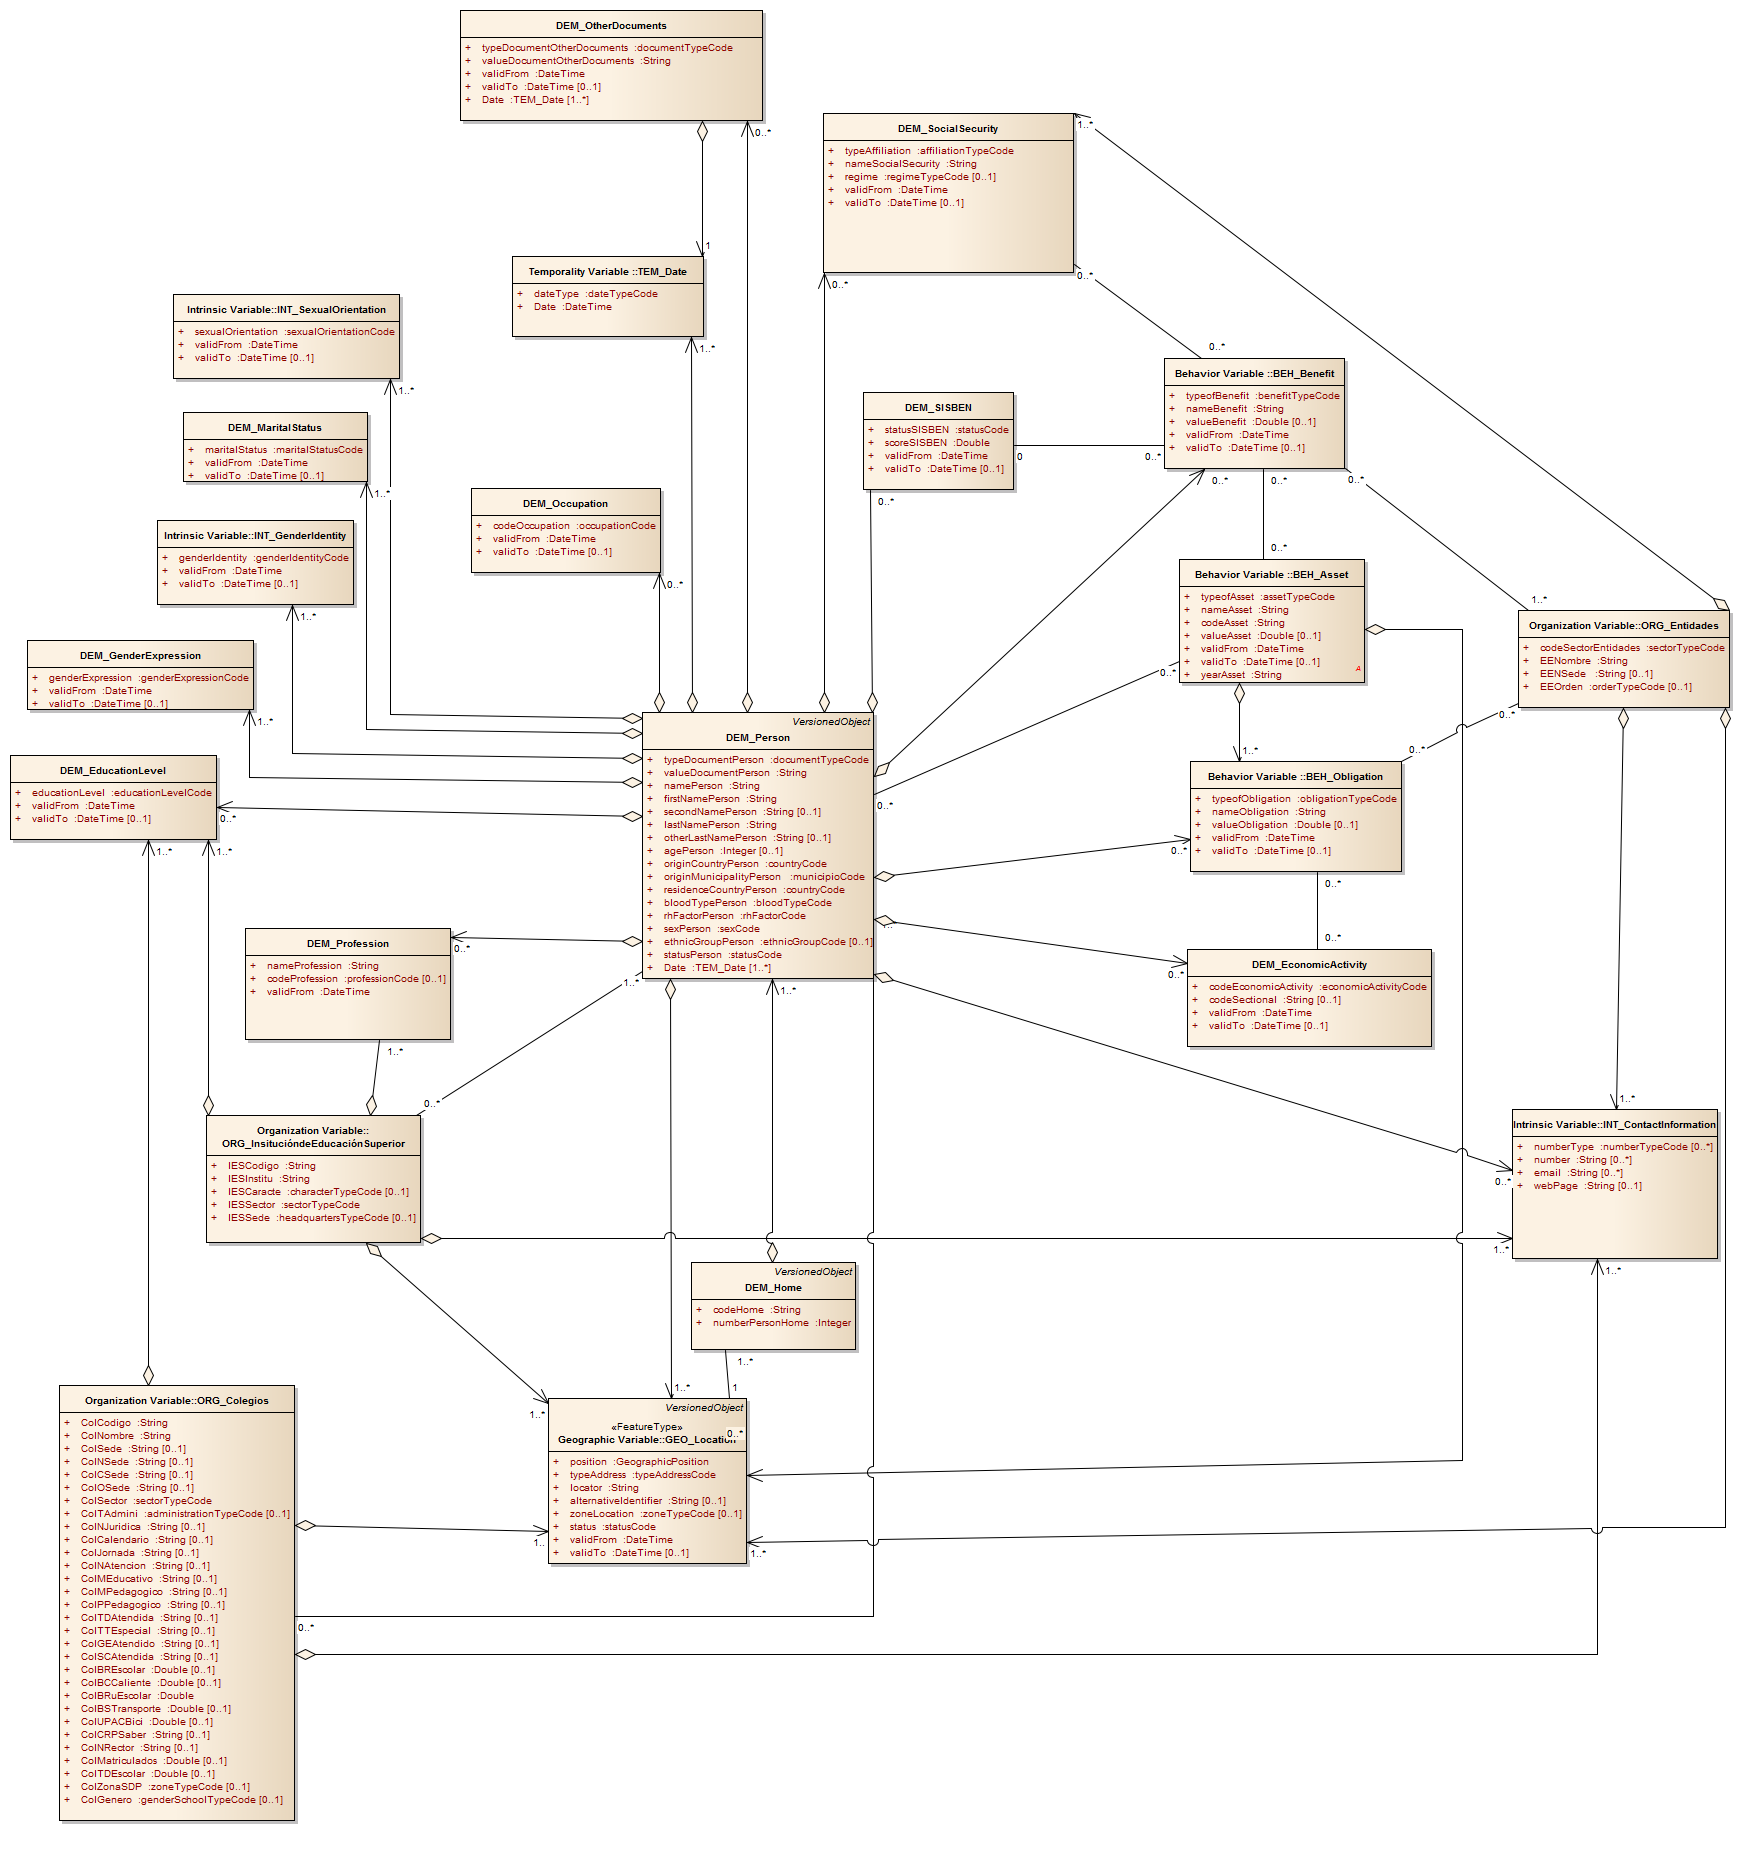 DEM_OtherDocuments
+ typeDocumentOtherDocuments :documentTypeCode
+ valueDocumentOtherDocuments :String
+ validFrom :DateTime
+ validTo :DateTime [0..1]
+ Date :TEM_Date [1..*]
0..*
1
DEM_SocialSecurity
+ typeAffiliation :affiliationTypeCode
+ nameSocialSecurity :String
+ regime :regimeTypeCode [0..1]
+ validFrom :DateTime
+ validTo :DateTime [0..1]
1..*
0..*
0..*
0..*
Temporality Variable ::TEM_Date
+ dateType :dateTypeCode
+ Date :DateTime
1..*
Intrinsic Variable::INT_SexualOrientation
+ sexualOrientation :sexualOrientationCode
+ validFrom :DateTime
+ validTo :DateTime [0..1]
1..*
Behavior Variable ::BEH_Benefit
+ typeofBenefit :benefitTypeCode
+ nameBenefit :String
+ valueBenefit :Double [0..1]
+ validFrom :DateTime
+ validTo :DateTime [0..1]
0..*
0..*
0..*
0..*
DEM_SISBEN
+ statusSISBEN :statusCode
+ scoreSISBEN :Double
+ validFrom :DateTime
+ validTo :DateTime [0..1]
0
0..*
DEM_MaritalStatus
+ maritalStatus :maritalStatusCode
+ validFrom :DateTime
+ validTo :DateTime [0..1]
1..*
DEM_Occupation
+ codeOccupation :occupationCode
+ validFrom :DateTime
+ validTo :DateTime [0..1]
0..*
Intrinsic Variable::INT_GenderIdentity
+ genderIdentity :genderIdentityCode
+ validFrom :DateTime
+ validTo :DateTime [0..1]
1..*
0..*
Behavior Variable ::BEH_Asset
+ typeofAsset :assetTypeCode
+ nameAsset :String
+ codeAsset :String
+ valueAsset :Double [0..1]
+ validFrom :DateTime
+ validTo :DateTime [0..1]
+ yearAsset :String
A
0..*
1..*
1..*
Organization Variable::ORG_Entidades
+ codeSectorEntidades :sectorTypeCode
+ EENombre :String
+ EENSede :String [0..1]
+ EEOrden :orderTypeCode [0..1]
0..*
0..*
DEM_GenderExpression
+ genderExpression :genderExpressionCode
+ validFrom :DateTime
+ validTo :DateTime [0..1]
1..*
VersionedObject
DEM_Person
+ typeDocumentPerson :documentTypeCode
+ valueDocumentPerson :String
+ namePerson :String
+ firstNamePerson :String
+ secondNamePerson :String [0..1]
+ lastNamePerson :String
+ otherLastNamePerson :String [0..1]
+ agePerson :Integer [0..1]
+ originCountryPerson :countryCode
+ originMunicipalityPerson :municipioCode
+ residenceCountryPerson :countryCode
+ bloodTypePerson :bloodTypeCode
+ rhFactorPerson :rhFactorCode
+ sexPerson :sexCode
+ ethnicGroupPerson :ethnicGroupCode [0..1]
+ statusPerson :statusCode
+ Date :TEM_Date [1..*]
0..*
1..
1..*
1..*
DEM_EducationLevel
+ educationLevel :educationLevelCode
+ validFrom :DateTime
+ validTo :DateTime [0..1]
0..*
1..*
1..*
Behavior Variable ::BEH_Obligation
+ typeofObligation :obligationTypeCode
+ nameObligation :String
+ valueObligation :Double [0..1]
+ validFrom :DateTime
+ validTo :DateTime [0..1]
0..*
0..*
0..*
DEM_EconomicActivity
+ codeEconomicActivity :economicActivityCode
+ codeSectional :String [0..1]
+ validFrom :DateTime
+ validTo :DateTime [0..1]
0..*
DEM_Profession
+ nameProfession :String
+ codeProfession :professionCode [0..1]
+ validFrom :DateTime
0..*
1..*
0..*
Organization Variable::
ORG_InsitucióndeEducaciónSuperior
+ IESCodigo :String
+ IESInstitu :String
+ IESCaracte :characterTypeCode [0..1]
+ IESSector :sectorTypeCode
+ IESSede :headquartersTypeCode [0..1]
1..*
Intrinsic Variable::INT_ContactInformation
+ numberType :numberTypeCode [0..*]
+ number :String [0..*]
+ email :String [0..*]
+ webPage :String [0..1]
0..*
1..*
1..*
VersionedObject
DEM_Home
+ codeHome :String
+ numberPersonHome :Integer
1..*
1
1..*
1..*
VersionedObject
«FeatureType»
Geographic Variable::GEO_Location
0..*
+ position :GeographicPosition
+ typeAddress :typeAddressCode
+ locator :String
+ alternativeIdentifier :String [0..1]
+ zoneLocation :zoneTypeCode [0..1]
+ status :statusCode
+ validFrom :DateTime
+ validTo :DateTime [0..1]
1..
1..*
Organization Variable::ORG_Colegios
+ ColCodigo :String
+ ColNombre :String
+ ColSede :String [0..1]
+ ColNSede :String [0..1]
+ ColCSede :String [0..1]
+ ColOSede :String [0..1]
+ ColSector :sectorTypeCode
+ ColTAdmini :administrationTypeCode [0..1]
+ ColNJuridica :String [0..1]
+ ColCalendario :String [0..1]
+ ColJornada :String [0..1]
+ ColNAtencion :String [0..1]
+ ColMEducativo :String [0..1]
+ ColMPedagogico :String [0..1]
+ ColPPedagogico :String [0..1]
+ ColTDAtendida :String [0..1]
+ ColTTEspecial :String [0..1]
+ ColGEAtendido :String [0..1]
+ ColSCAtendida :String [0..1]
+ ColBREscolar :Double [0..1]
+ ColBCCaliente :Double [0..1]
+ ColBRuEscolar :Double
+ ColBSTransporte :Double [0..1]
+ ColUPACBici :Double [0..1]
+ ColCRPSaber :String [0..1]
+ ColNRector :String [0..1]
+ ColMatriculados :Double [0..1]
+ ColTDEscolar :Double [0..1]
+ ColZonaSDP :zoneTypeCode [0..1]
+ ColGenero :genderSchoolTypeCode [0..1]
0..*